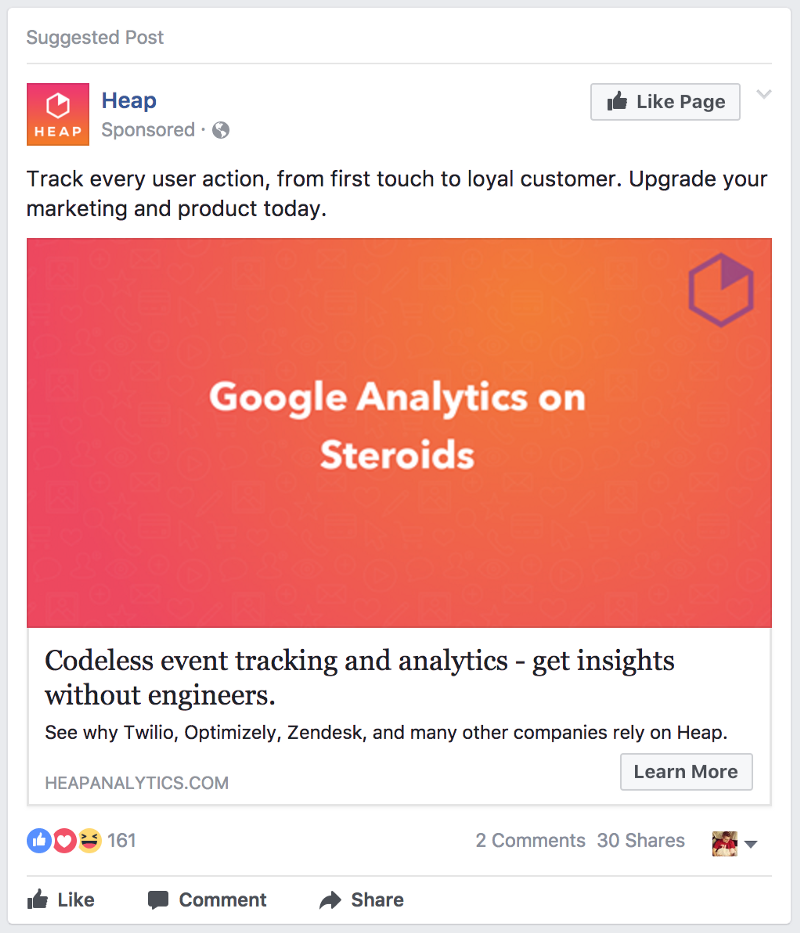 Suggested Post
HEAP
Heap
Sponsored ·
Like Page
Track every user action, from first touch to loyal customer. Upgrade your
marketing and product today.
Google Analytics on
Steroids
Codeless event tracking and analytics - get insights
without engineers.
See why Twilio, Optimizely, Zendesk, and many other companies rely on Heap.
HEAPANALYTICS.COM
Learn More
161
2 Comments 30 Shares
Like Comment Share